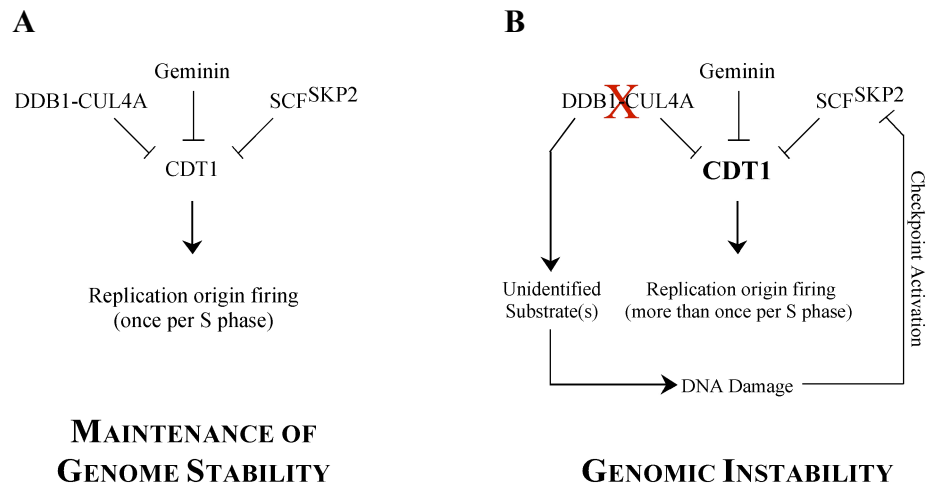 A
Geminin
DDB1-CUL4A
SCFSKP2
CDT1
Replication origin firing
(once per S phase)
MAINTENANCE OF
GENOME STABILITY
B
Geminin
DDB1-CUL4A
X
SCFSKP2
CDT1
Checkpoint Activation
Unidentified
Substrate(s)
Replication origin firing
(more than once per S phase)
DNA Damage
GENOMIC INSTABILITY